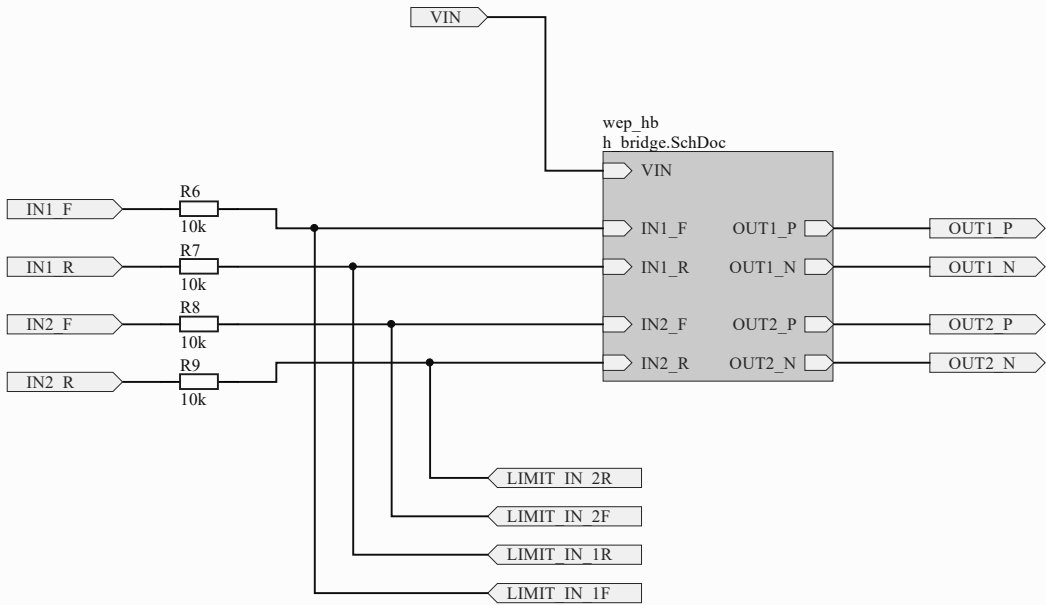 VIN
wep_hb
h_bridge.SchDoc
VIN
IN1_F
R6
10k
IN1_F
OUT1_P
OUT1_P
IN1_R
R7
10k
IN1_R
OUT1_N
OUT1_N
IN2_F
R8
10k
IN2_F
OUT2_P
OUT2_P
IN2_R
R9
10k
IN2_R
OUT2_N
OUT2_N
LIMIT_IN_2R
LIMIT_IN_2F
LIMIT_IN_1R
LIMIT_IN_1F